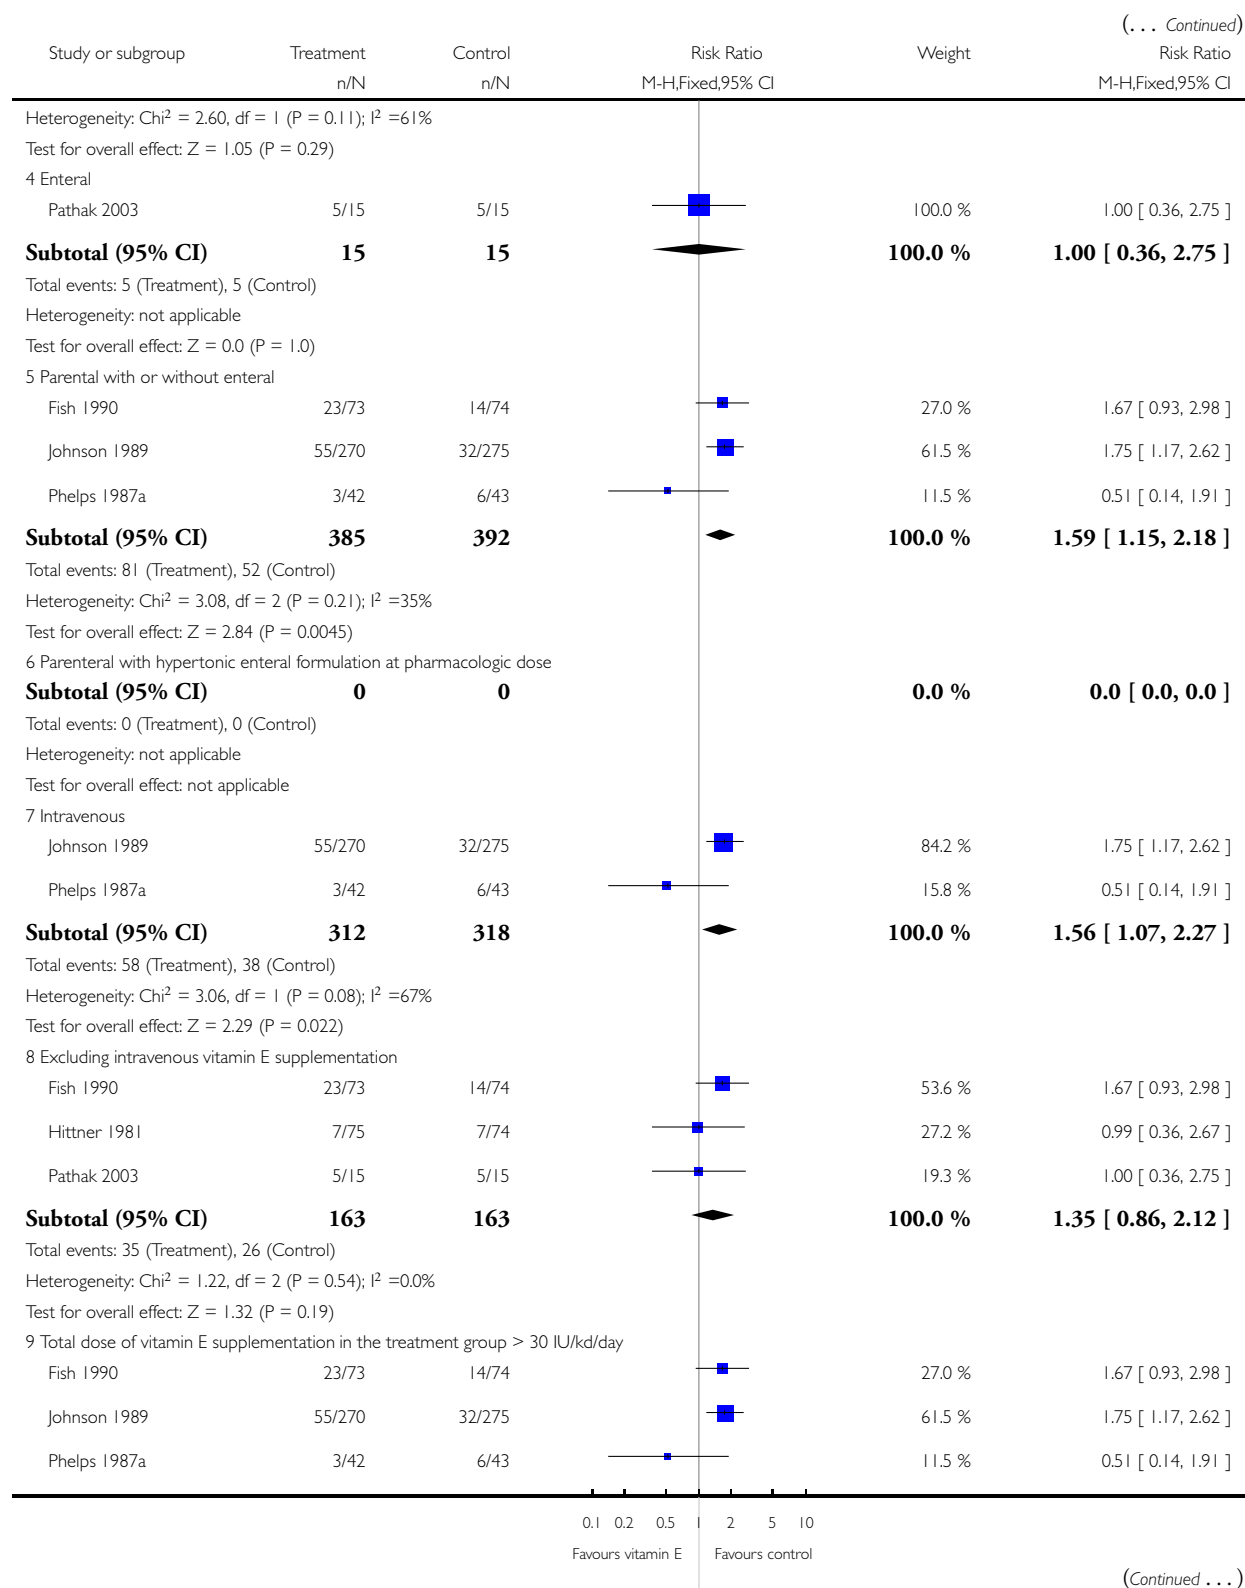 (... Continued)
Study or subgroup Treatment Control Risk Ratio Weight Risk Ratio
n/N n/N M-H,Fixed,95% CI M-H,Fixed,95% CI
Heterogeneity: Chi² = 2.60, df = 1 (P = 0.11); I² =61%
Test for overall effect: Z = 1.05 (P = 0.29)
4 Enteral
Pathak 2003 5/15 5/15 100.0 % 1.00 [ 0.36, 2.75 ]
Subtotal (95% CI) 15 15 100.0 % 1.00 [ 0.36, 2.75 ]
Total events: 5 (Treatment), 5 (Control)
Heterogeneity: not applicable
Test for overall effect: Z = 0.0 (P = 1.0)
5 Parental with or without enteral
Fish 1990 23/73 14/74 27.0 % 1.67 [ 0.93, 2.98 ]
Johnson 1989 55/270 32/275 61.5 % 1.75 [ 1.17, 2.62 ]
Phelps 1987a 3/42 6/43 11.5 % 0.51 [ 0.14, 1.91 ]
Subtotal (95% CI) 385 392 100.0 % 1.59 [ 1.15, 2.18 ]
Total events: 81 (Treatment), 52 (Control)
Heterogeneity: Chi² = 3.08, df = 2 (P = 0.21); I² =35%
Test for overall effect: Z = 2.84 (P = 0.0045)
6 Parenteral with hypertonic enteral formulation at pharmacologic dose
Subtotal (95% CI) 0 0 0.0 % 0.0 [ 0.0, 0.0 ]
Total events: 0 (Treatment), 0 (Control)
Heterogeneity: not applicable
Test for overall effect: not applicable
7 Intravenous
Johnson 1989 55/270 32/275 84.2 % 1.75 [ 1.17, 2.62 ]
Phelps 1987a 3/42 6/43 15.8 % 0.51 [ 0.14, 1.91 ]
Subtotal (95% CI) 312 318 100.0 % 1.56 [ 1.07, 2.27 ]
Total events: 58 (Treatment), 38 (Control)
Heterogeneity: Chi² = 3.06, df = 1 (P = 0.08); I² =67%
Test for overall effect: Z = 2.29 (P = 0.022)
8 Excluding intravenous vitamin E supplementation
Fish 1990 23/73 14/74 53.6 % 1.67 [ 0.93, 2.98 ]
Hittner 1981 7/75 7/74 27.2 % 0.99 [ 0.36, 2.67 ]
Pathak 2003 5/15 5/15 19.3 % 1.00 [ 0.36, 2.75 ]
Subtotal (95% CI) 163 163 100.0 % 1.35 [ 0.86, 2.12 ]
Total events: 35 (Treatment), 26 (Control)
Heterogeneity: Chi² = 1.22, df = 2 (P = 0.54); I² =0.0%
Test for overall effect: Z = 1.32 (P = 0.19)
9 Total dose of vitamin E supplementation in the treatment group > 30 IU/kd/day
Fish 1990 23/73 14/74 27.0 % 1.67 [ 0.93, 2.98 ]
Johnson 1989 55/270 32/275 61.5 % 1.75 [ 1.17, 2.62 ]
Phelps 1987a 3/42 6/43 11.5 % 0.51 [ 0.14, 1.91 ]
0.1 0.2 0.5 1 2 5 10
Favours vitamin E Favours control
(Continued ...)